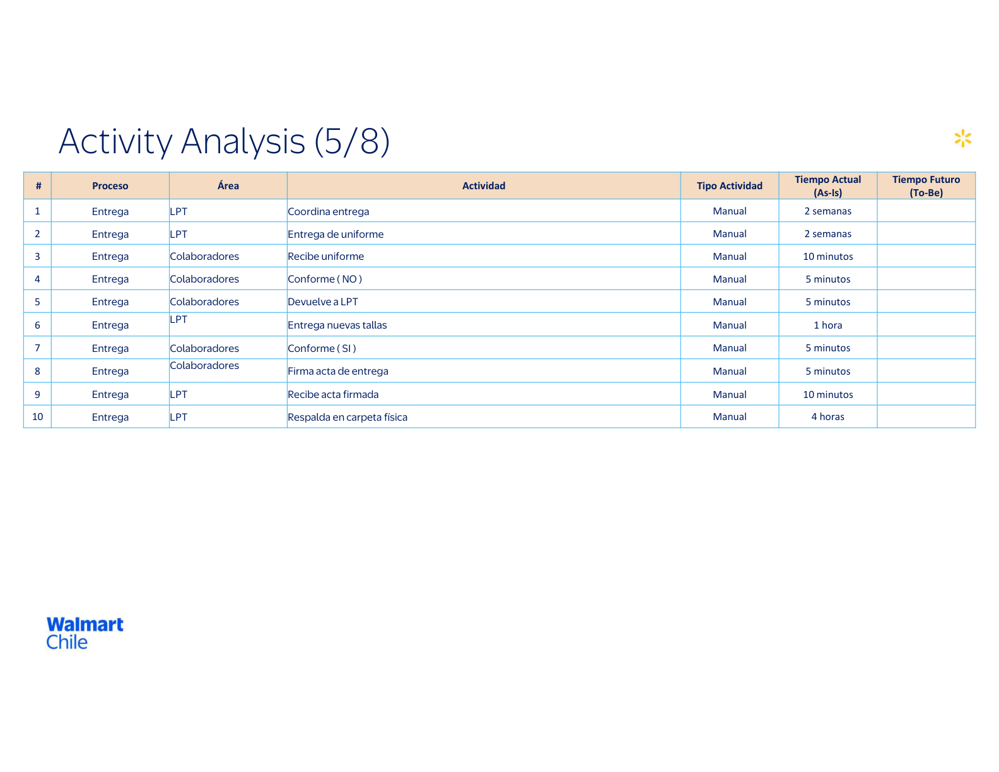 Activity Analysis (5/8)
# Proceso Área Actividad Tipo Actividad Tiempo Actual (As-Is) Tiempo Futuro (To-Be)
1 Entrega LPT Coordina entrega Manual 2 semanas
2 Entrega LPT Entrega de uniforme Manual 2 semanas
3 Entrega Colaboradores Recibe uniforme Manual 10 minutos
4 Entrega Colaboradores Conforme ( NO ) Manual 5 minutos
5 Entrega Colaboradores Devuelve a LPT Manual 5 minutos
6 Entrega LPT Entrega nuevas tallas Manual 1 hora
7 Entrega Colaboradores Conforme ( SI ) Manual 5 minutos
8 Entrega Colaboradores Firma acta de entrega Manual 5 minutos
9 Entrega LPT Recibe acta firmada Manual 10 minutos
10 Entrega LPT Respalda en carpeta física Manual 4 horas
Walmart
Chile